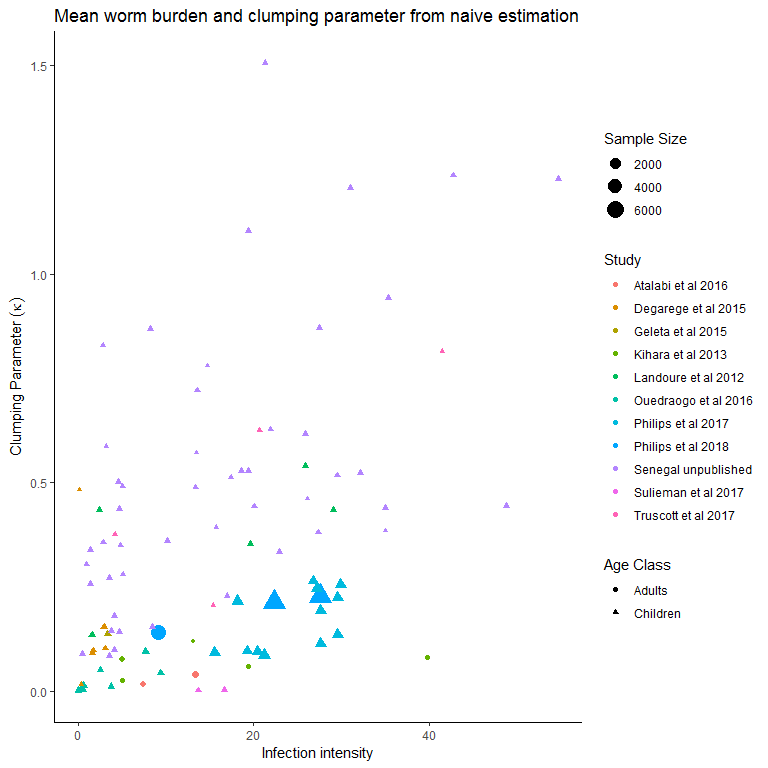 Mean worm burden and clumping parameter from naive estimation
1.5
1.0
0.5
0.0
Clumping Parameter (κ)
0
20
40
Infection intensity
Sample Size
2000
4000
6000
Study
Atalabi et al 2016
Degarege et al 2015
Geleta et al 2015
Kihara et al 2013
Landoure et al 2012
Ouedraogo et al 2016
Philips et al 2017
Philips et al 2018
Senegal unpublished
Sulieman et al 2017
Truscott et al 2017
Age Class
Adults
Children